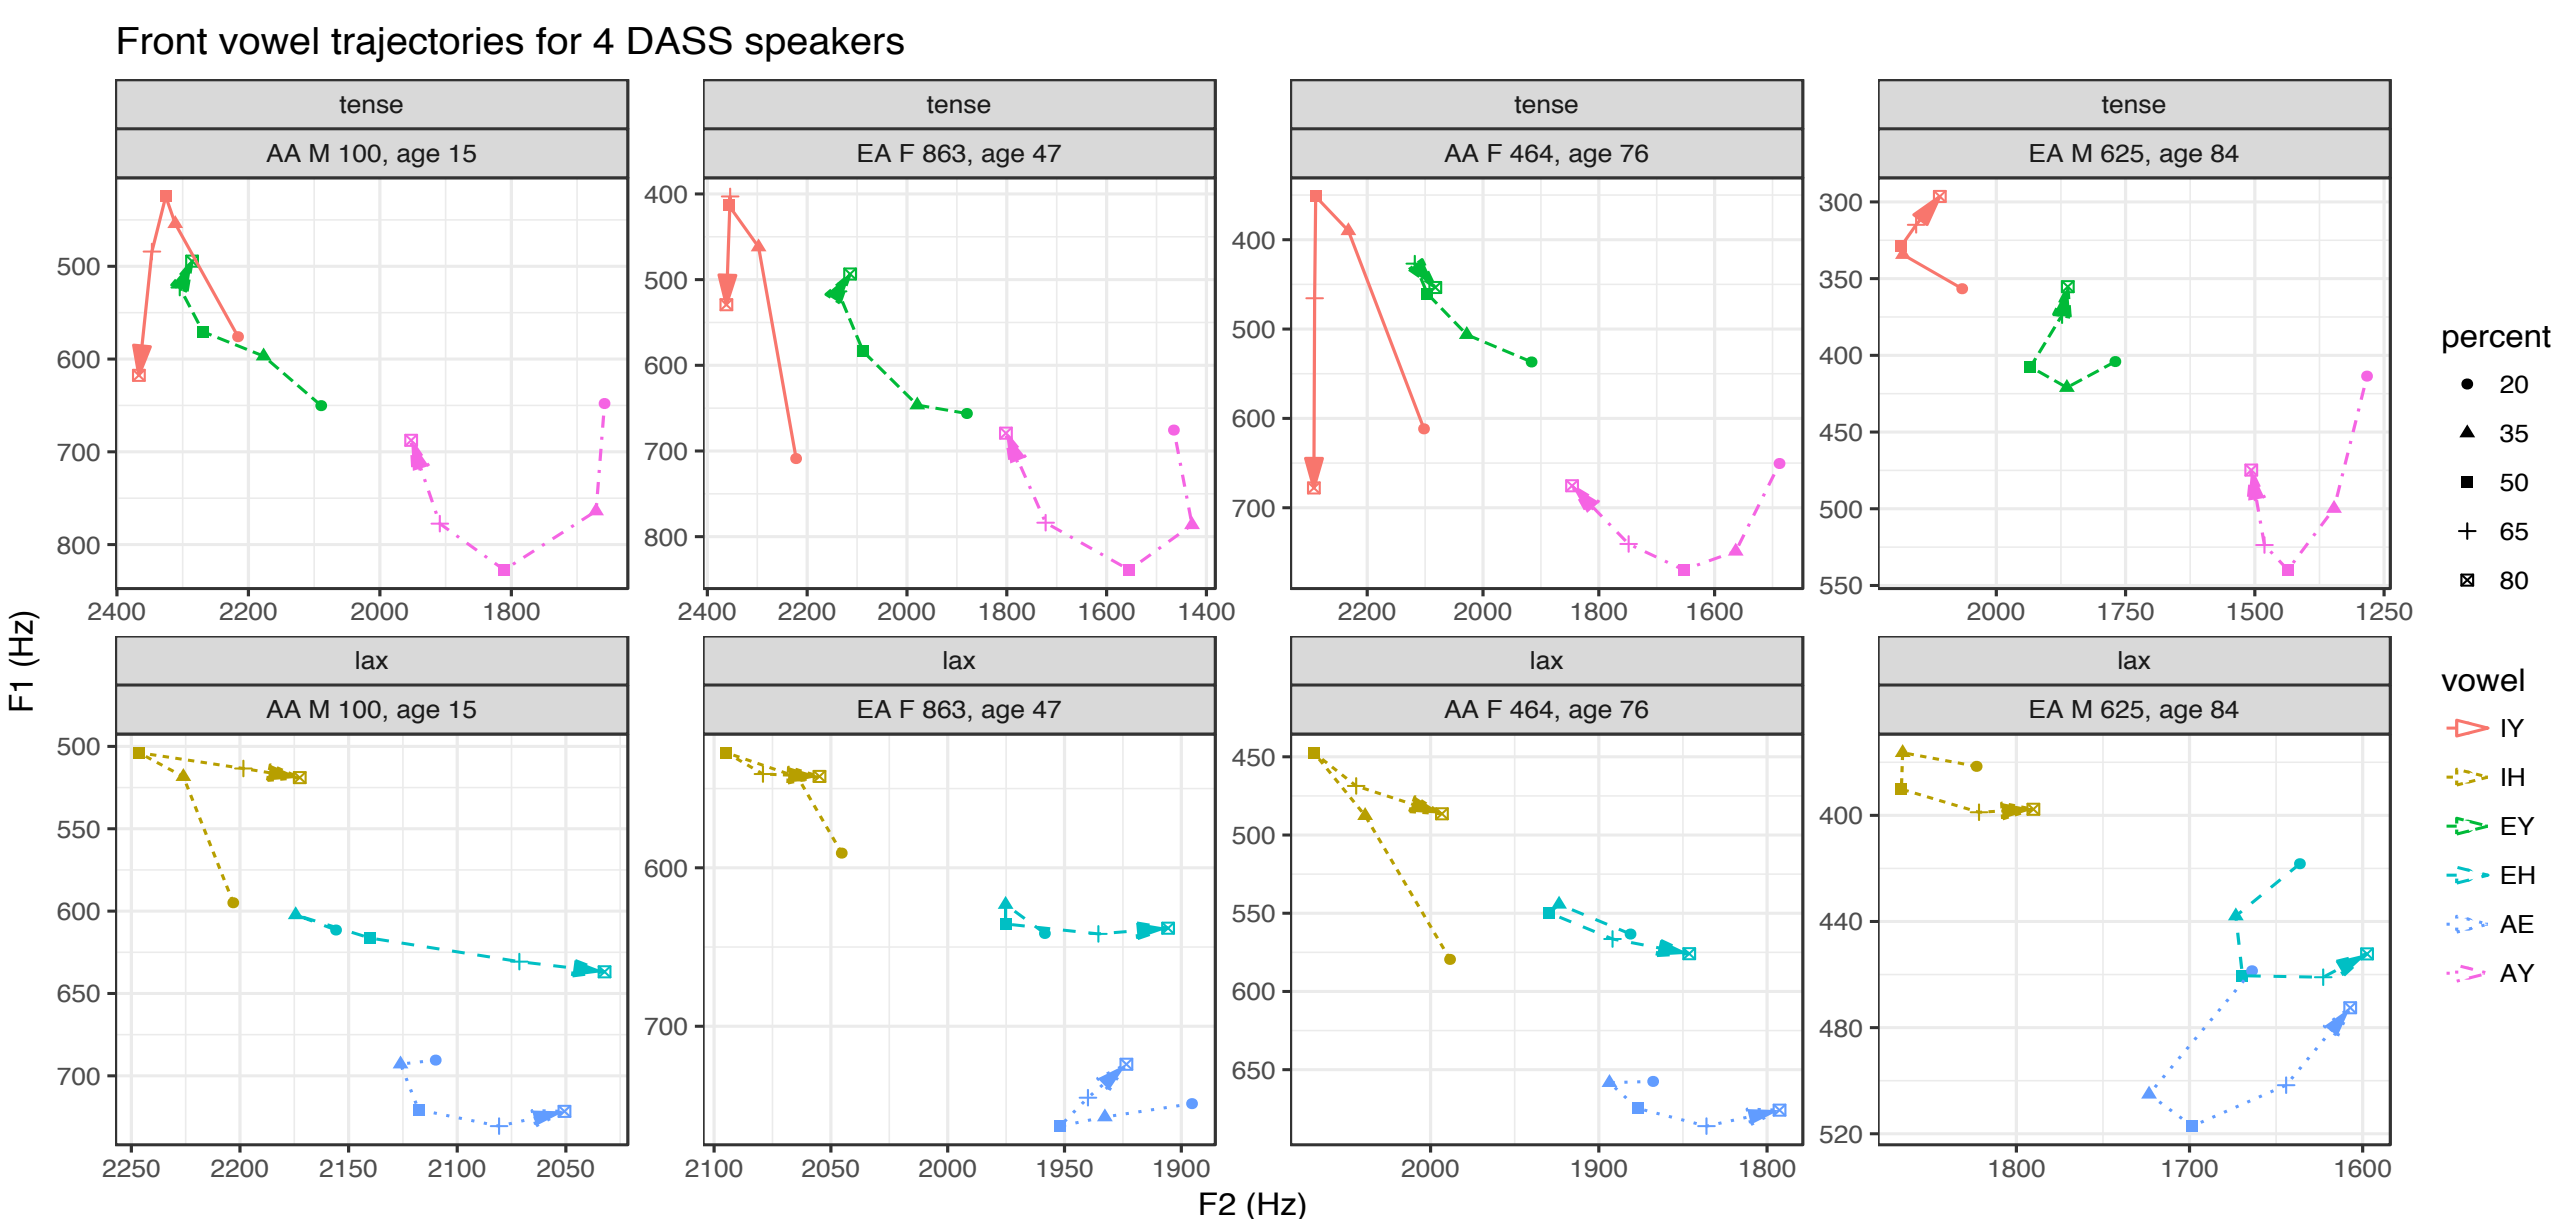 Front vowel trajectories for 4 DASS speakers
tense tense tense tense
AA M 100, age 15 EA F 863, age 47 AA F 464, age 76 EA M 625, age 84
500
600
700
800
2400 2200 2000 1800
400
500
600
700
800
2400 2200 2000 1800 1600 1400
400
500
600
700
2200 2000 1800 1600
300
350
400
450
500
550
2000 1750 1500 1250
lax lax lax lax
AA M 100, age 15 EA F 863, age 47 AA F 464, age 76 EA M 625, age 84
500
550
600
650
700
2250 2200 2150 2100 2050
600
700
2100 2050 2000 1950 1900
450
500
550
600
650
2000 1900 1800
400
440
480
520
1800 1700 1600
F1 (Hz)
F2 (Hz)
percent
20
35
50
65
80
vowel
IY
IH
EY
EH
AE
AY